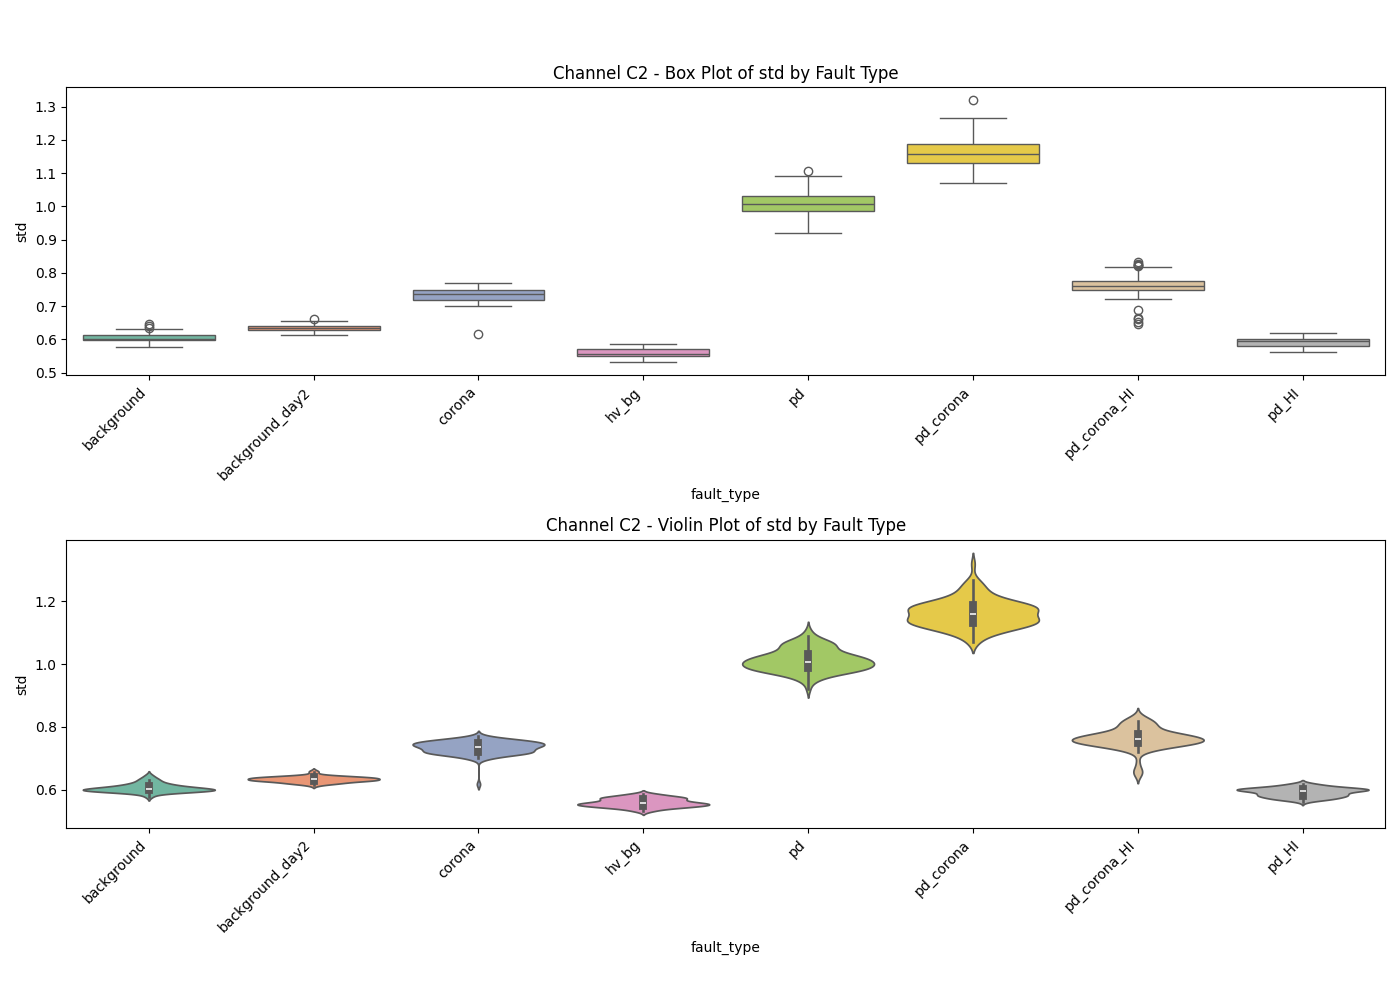 Channel C2 - Box Plot of std by Fault Type
std
1.3
1.2
1.1
1.0
0.9
0.8
0.7
0.6
0.5
background
background_day2
corona
hv_bg
pd
pd_corona
pd_corona_HI
pd_HI
fault_type
Channel C2 - Violin Plot of std by Fault Type
std
1.2
1.0
0.8
0.6
background
background_day2
corona
hv_bg
pd
pd_corona
pd_corona_HI
pd_HI
fault_type